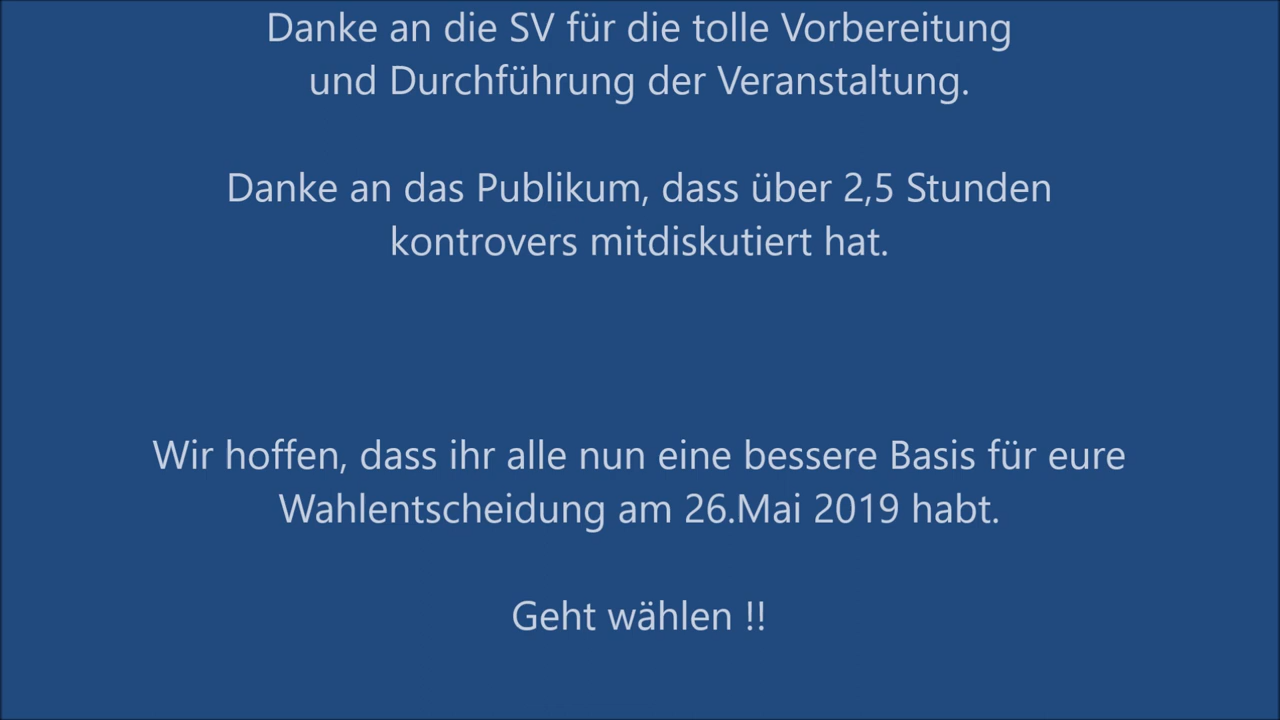 Danke an die SV für die tolle Vorbereitung
und Durchführung der Veranstaltung.
Danke an das Publikum, dass über 2,5 Stunden
kontrovers mitdiskutiert hat.
Wir hoffen, dass ihr alle nun eine bessere Basis für eure
Wahlentscheidung am 26.Mai 2019 habt.
Geht wählen !!